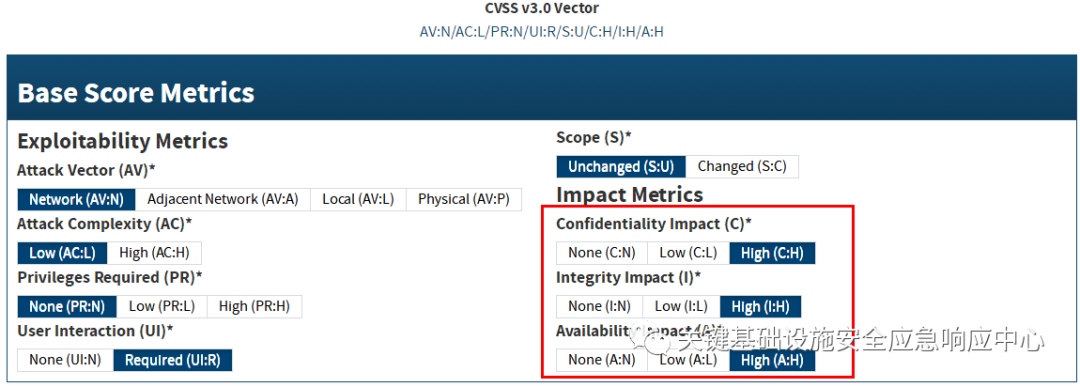 CVSS v3.0 Vector
AV:N/AC:L/PR:N/UI:R/S:U/C:H/I:H/A:H
Base Score Metrics
Exploitability Metrics
Attack Vector (AV)*
Network (AV:N) Adjacent Network (AV:A) Local (AV:L) Physical (AV:P)
Attack Complexity (AC)*
Low (AC:L) High (AC:H)
Privileges Required (PR)*
None (PR:N) Low (PR:L) High (PR:H)
User Interaction (UI)*
None (UI:N) Required (UI:R)
Scope (S)*
Unchanged (S:U) Changed (S:C)
Impact Metrics
Confidentiality Impact (C)*
None (C:N) Low (C:L) High (C:H)
Integrity Impact (I)*
None (I:N) Low (I:L) High (I:H)
Availability Impact (A)*
None (A:N) Low (A:L) High (A:H)
关键基础设施安全应急响应中心